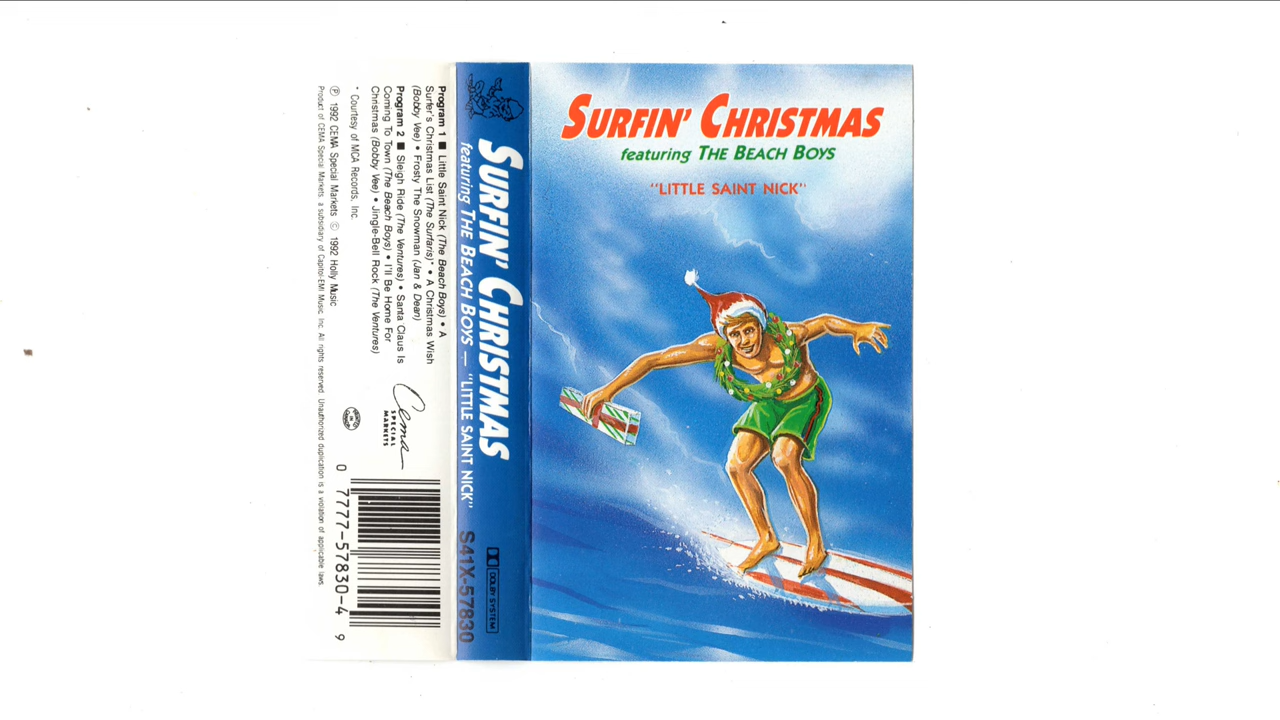 SURFIN' CHRISTMAS
featuring THE BEACH BOYS
"LITTLE SAINT NICK"
SURFIN' CHRISTMAS
featuring THE BEACH BOYS — "LITTLE SAINT NICK"
DOLBY SYSTEM
S41X-57830
Program 1 ■ Little Saint Nick (The Beach Boys) • A
Surfer's Christmas List (The Surfaris)* • A Christmas Wish
(Bobby Vee) • Frosty The Snowman (Jan & Dean)
Program 2 ■ Sleigh Ride (The Ventures) • Santa Claus Is
Coming To Town (The Beach Boys) • I'll Be Home For
Christmas (Bobby Vee) • Jingle-Bell Rock (The Ventures)
* Courtesy of MCA Records, Inc.
℗ 1992 CEMA Special Markets © 1992 Holly Music
Product of CEMA Special Markets, a subsidiary of Capitol-EMI Music, Inc. All rights reserved. Unauthorized duplication is a violation of applicable laws.
Cema
SPECIAL
MARKETS
0 7777-57830-4 9